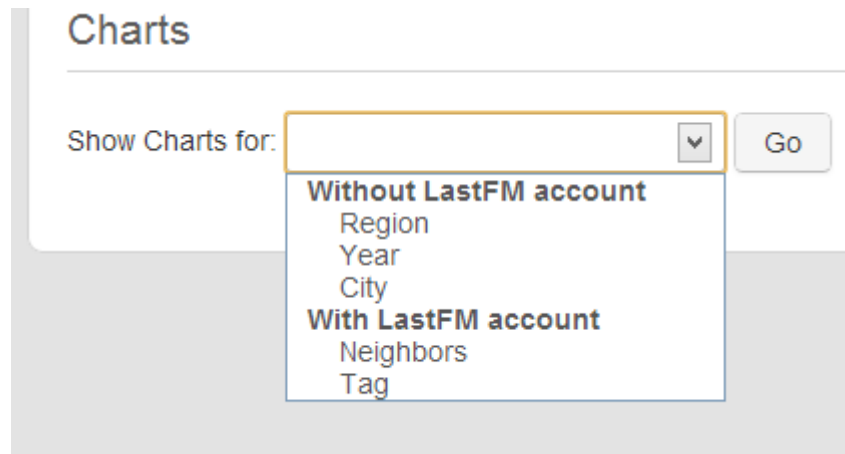 Charts
Show Charts for: Go
Without LastFM account
Region
Year
City
With LastFM account
Neighbors
Tag